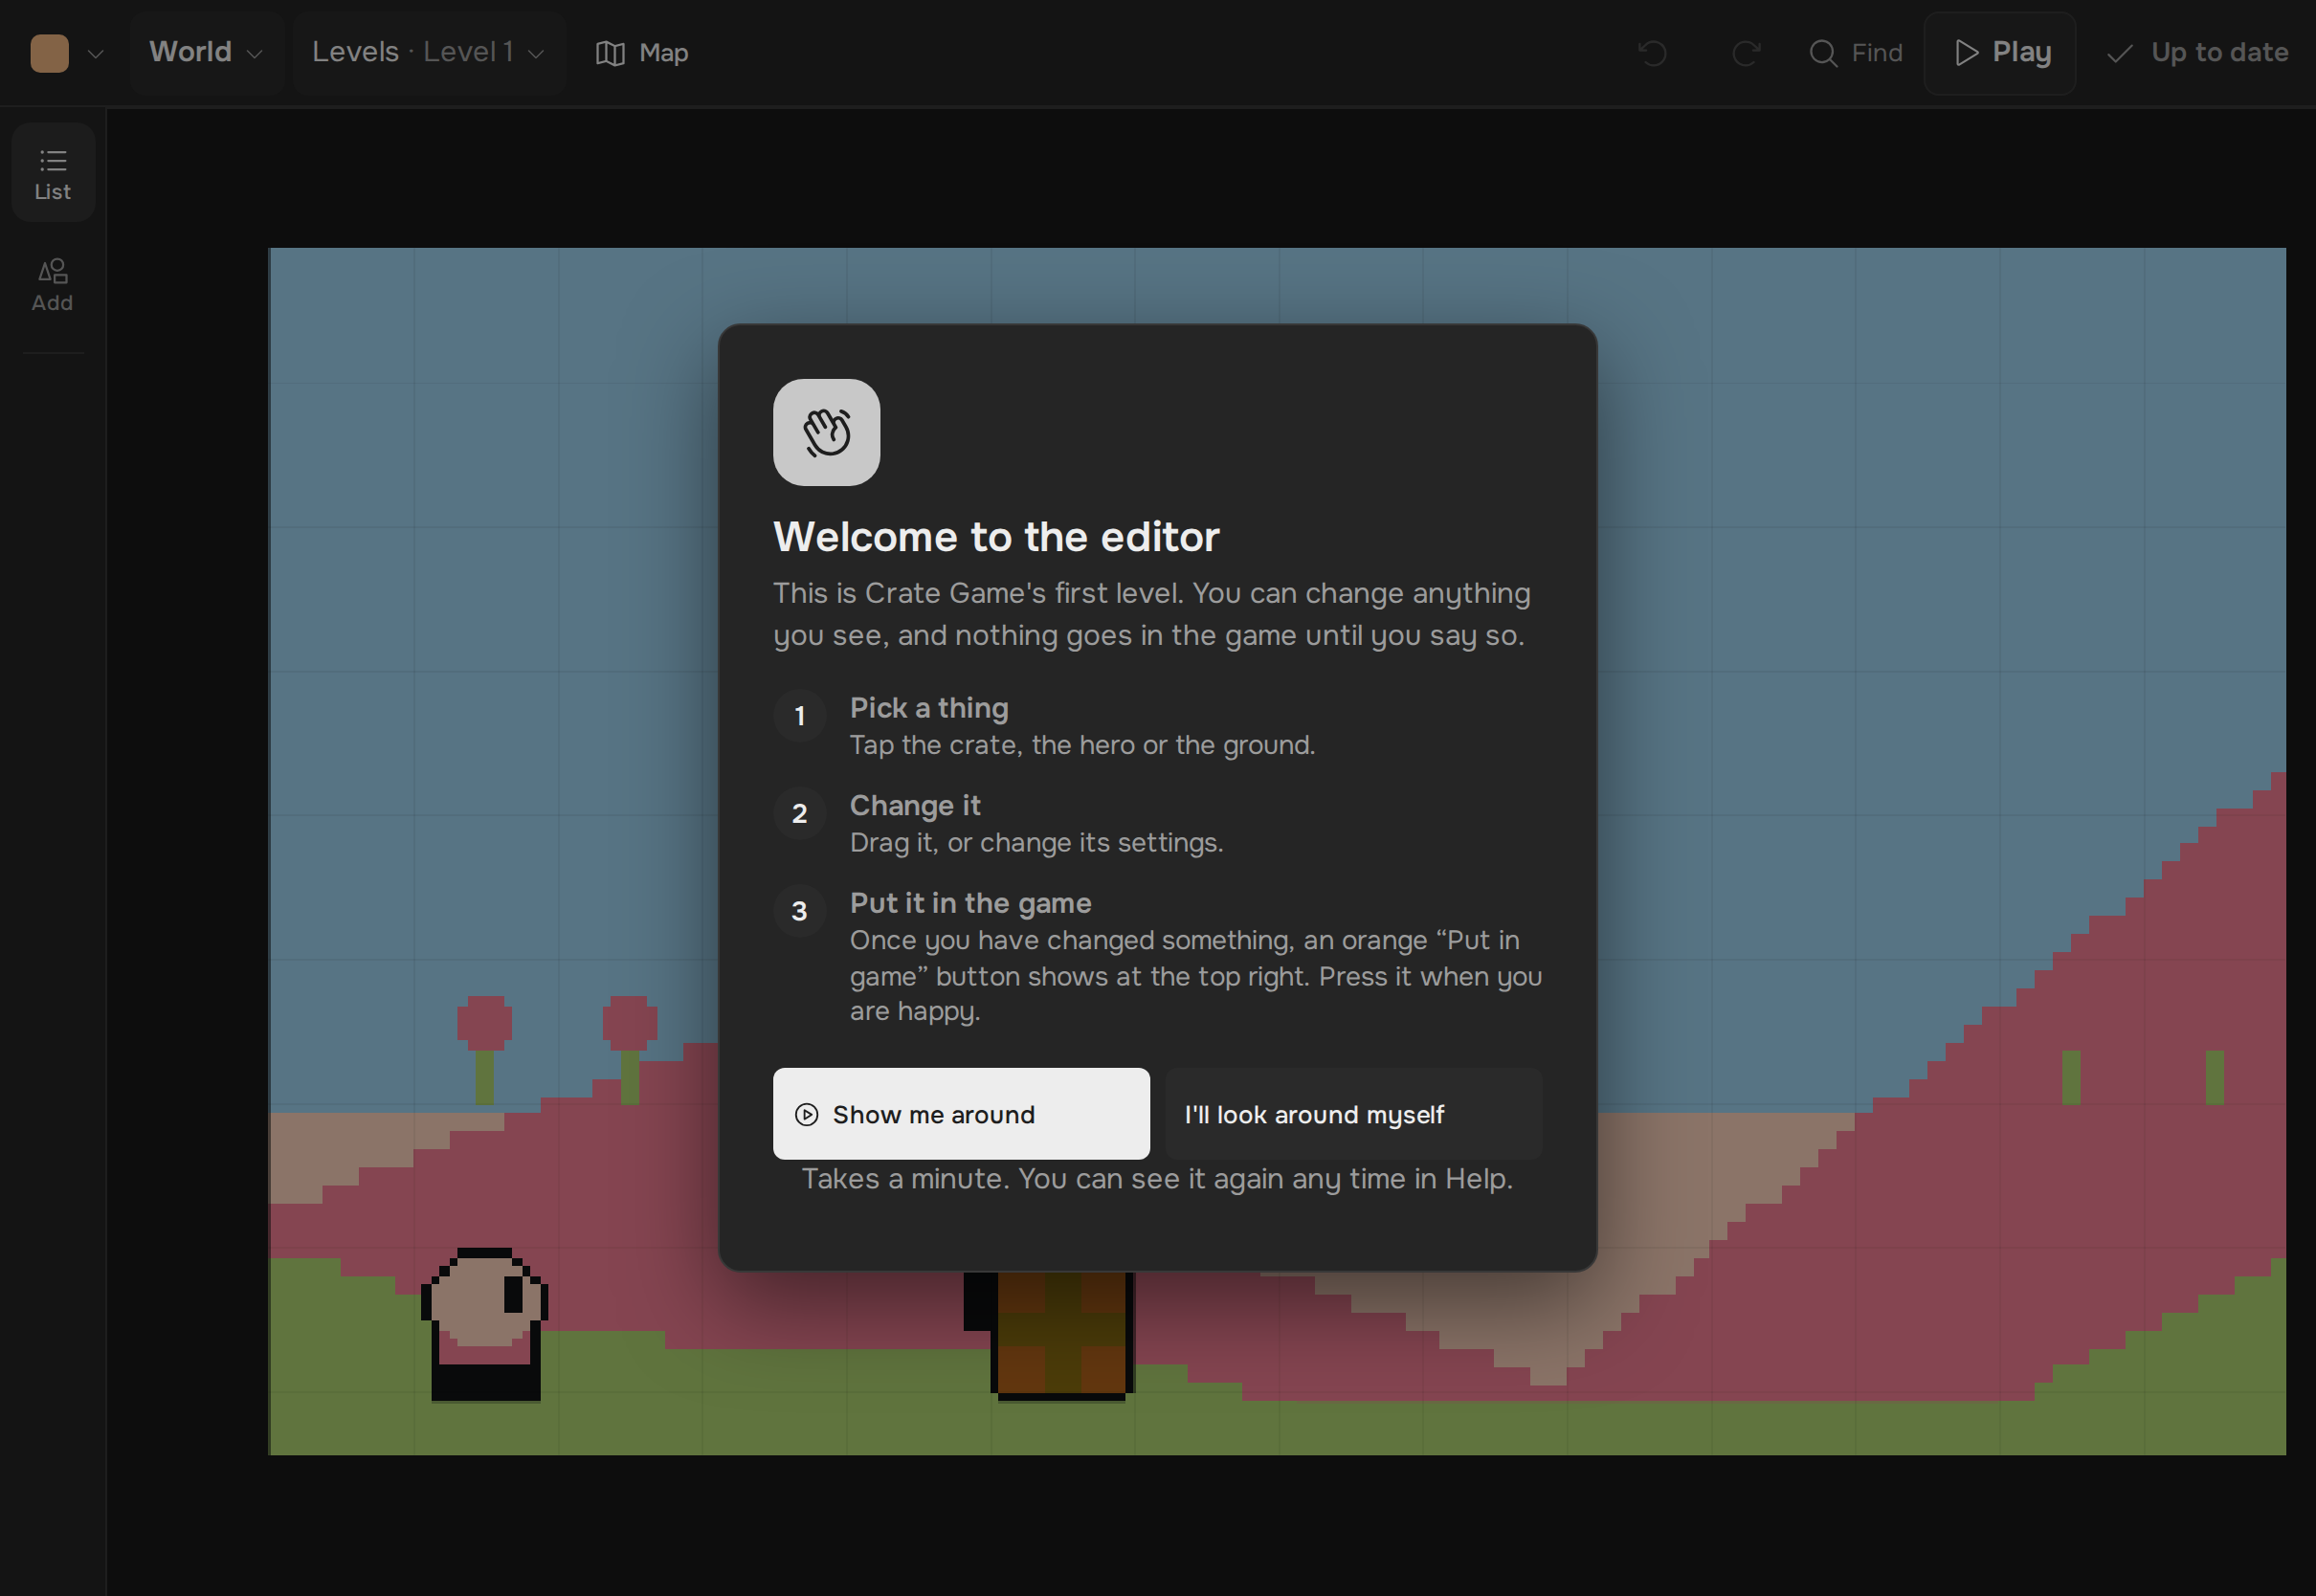 World
Levels · Level 1
Map
Find
Play
Up to date
List
Add
Welcome to the editor
This is Crate Game's first level. You can change anything
you see, and nothing goes in the game until you say so.
1
Pick a thing
Tap the crate, the hero or the ground.
2
Change it
Drag it, or change its settings.
3
Put it in the game
Once you have changed something, an orange “Put in
game” button shows at the top right. Press it when you
are happy.
Show me around
I'll look around myself
Takes a minute. You can see it again any time in Help.